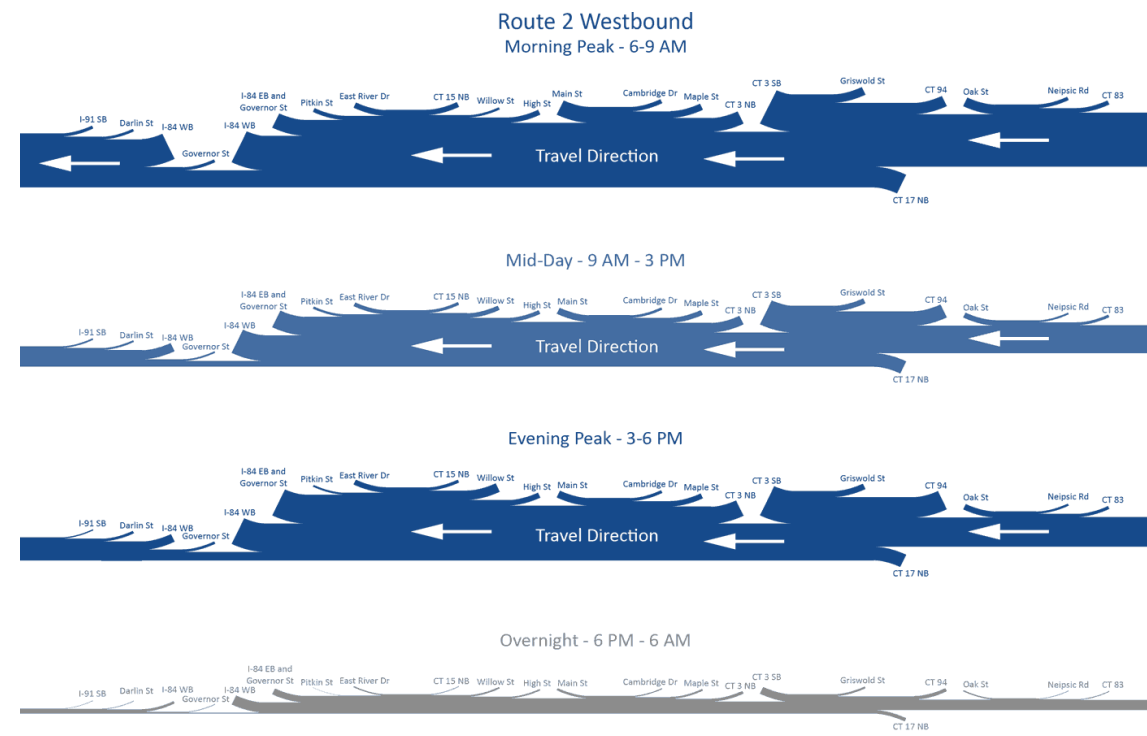 Route 2 Westbound
Morning Peak - 6-9 AM
I-91 SB
Darlin St
I-84 WB
Governor St
I-84 WB
I-84 EB and
Governor St
Pitkin St
East River Dr
CT 15 NB
Willow St
High St
Main St
Cambridge Dr
Maple St
CT 3 NB
CT 3 SB
Griswold St
CT 94
Oak St
Neipsic Rd
CT 83
Travel Direction
CT 17 NB
Mid-Day - 9 AM - 3 PM
I-91 SB
Darlin St
I-84 WB
Governor St
I-84 WB
I-84 EB and
Governor St
Pitkin St
East River Dr
CT 15 NB
Willow St
High St
Main St
Cambridge Dr
Maple St
CT 3 NB
CT 3 SB
Griswold St
CT 94
Oak St
Neipsic Rd
CT 83
Travel Direction
CT 17 NB
Evening Peak - 3-6 PM
I-91 SB
Darlin St
I-84 WB
Governor St
I-84 WB
I-84 EB and
Governor St
Pitkin St
East River Dr
CT 15 NB
Willow St
High St
Main St
Cambridge Dr
Maple St
CT 3 NB
CT 3 SB
Griswold St
CT 94
Oak St
Neipsic Rd
CT 83
Travel Direction
CT 17 NB
Overnight - 6 PM - 6 AM
I-91 SB
Darlin St
I-84 WB
Governor St
I-84 WB
I-84 EB and
Governor St
Pitkin St
East River Dr
CT 15 NB
Willow St
High St
Main St
Cambridge Dr
Maple St
CT 3 NB
CT 3 SB
Griswold St
CT 94
Oak St
Neipsic Rd
CT 83
CT 17 NB